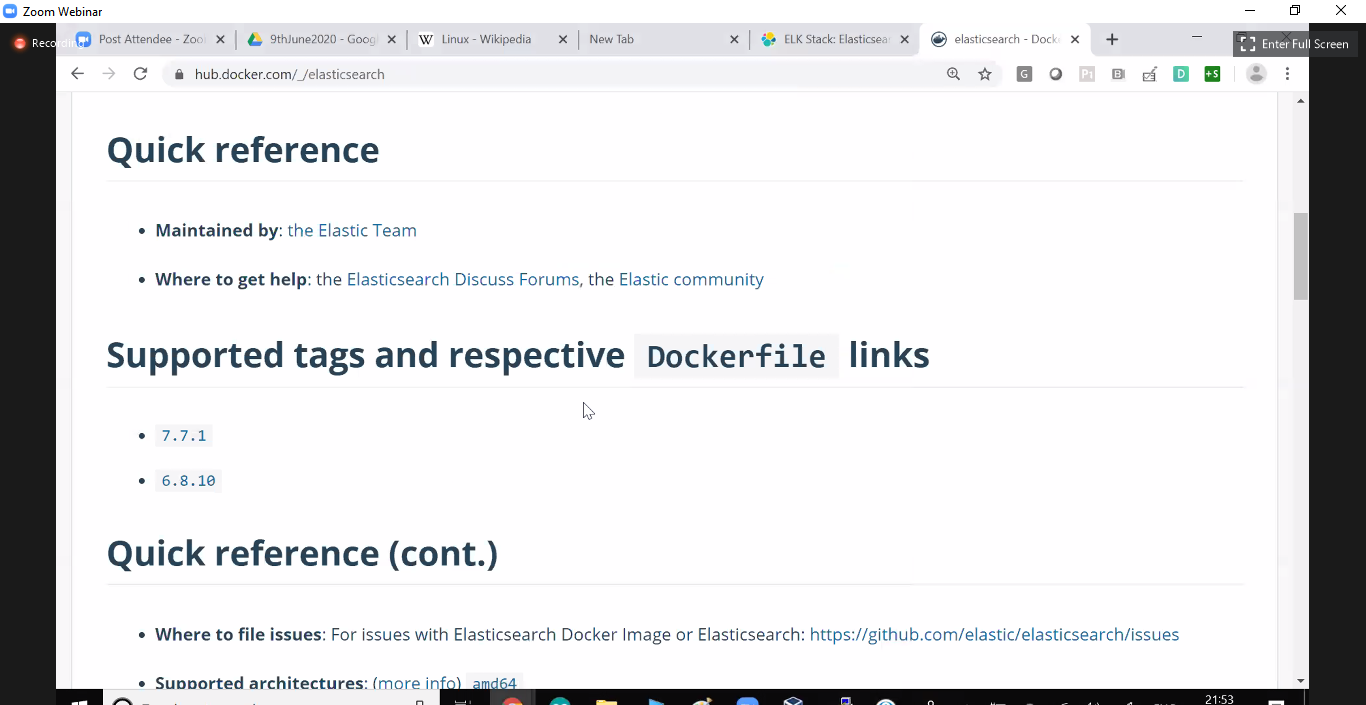 Zoom Webinar
Recording
Post Attendee - Zoo
9thJune2020 - Goog
Linux - Wikipedia
New Tab
ELK Stack: Elasticsea
elasticsearch - Docke
Enter Full Screen
hub.docker.com/_/elasticsearch
Quick reference
Maintained by: the Elastic Team
Where to get help: the Elasticsearch Discuss Forums, the Elastic community
Supported tags and respective Dockerfile links
7.7.1
6.8.10
Quick reference (cont.)
Where to file issues: For issues with Elasticsearch Docker Image or Elasticsearch: https://github.com/elastic/elasticsearch/issues
Supported architectures: (more info) amd64
21:53